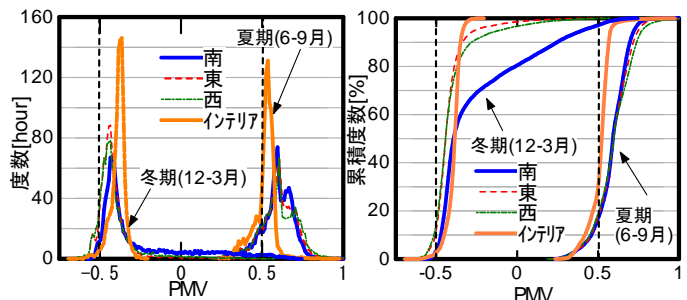 160
120
80
40
0
度数[hour]
南
東
西
インテリア
夏期(6-9月)
冬期(12-3月)
-0.5
0
0.5
1
PMV
100
80
60
40
20
0
累積度数[%]
冬期(12-3月)
南
東
西
インテリア
夏期
(6-9月)
-0.5
0
0.5
1
PMV